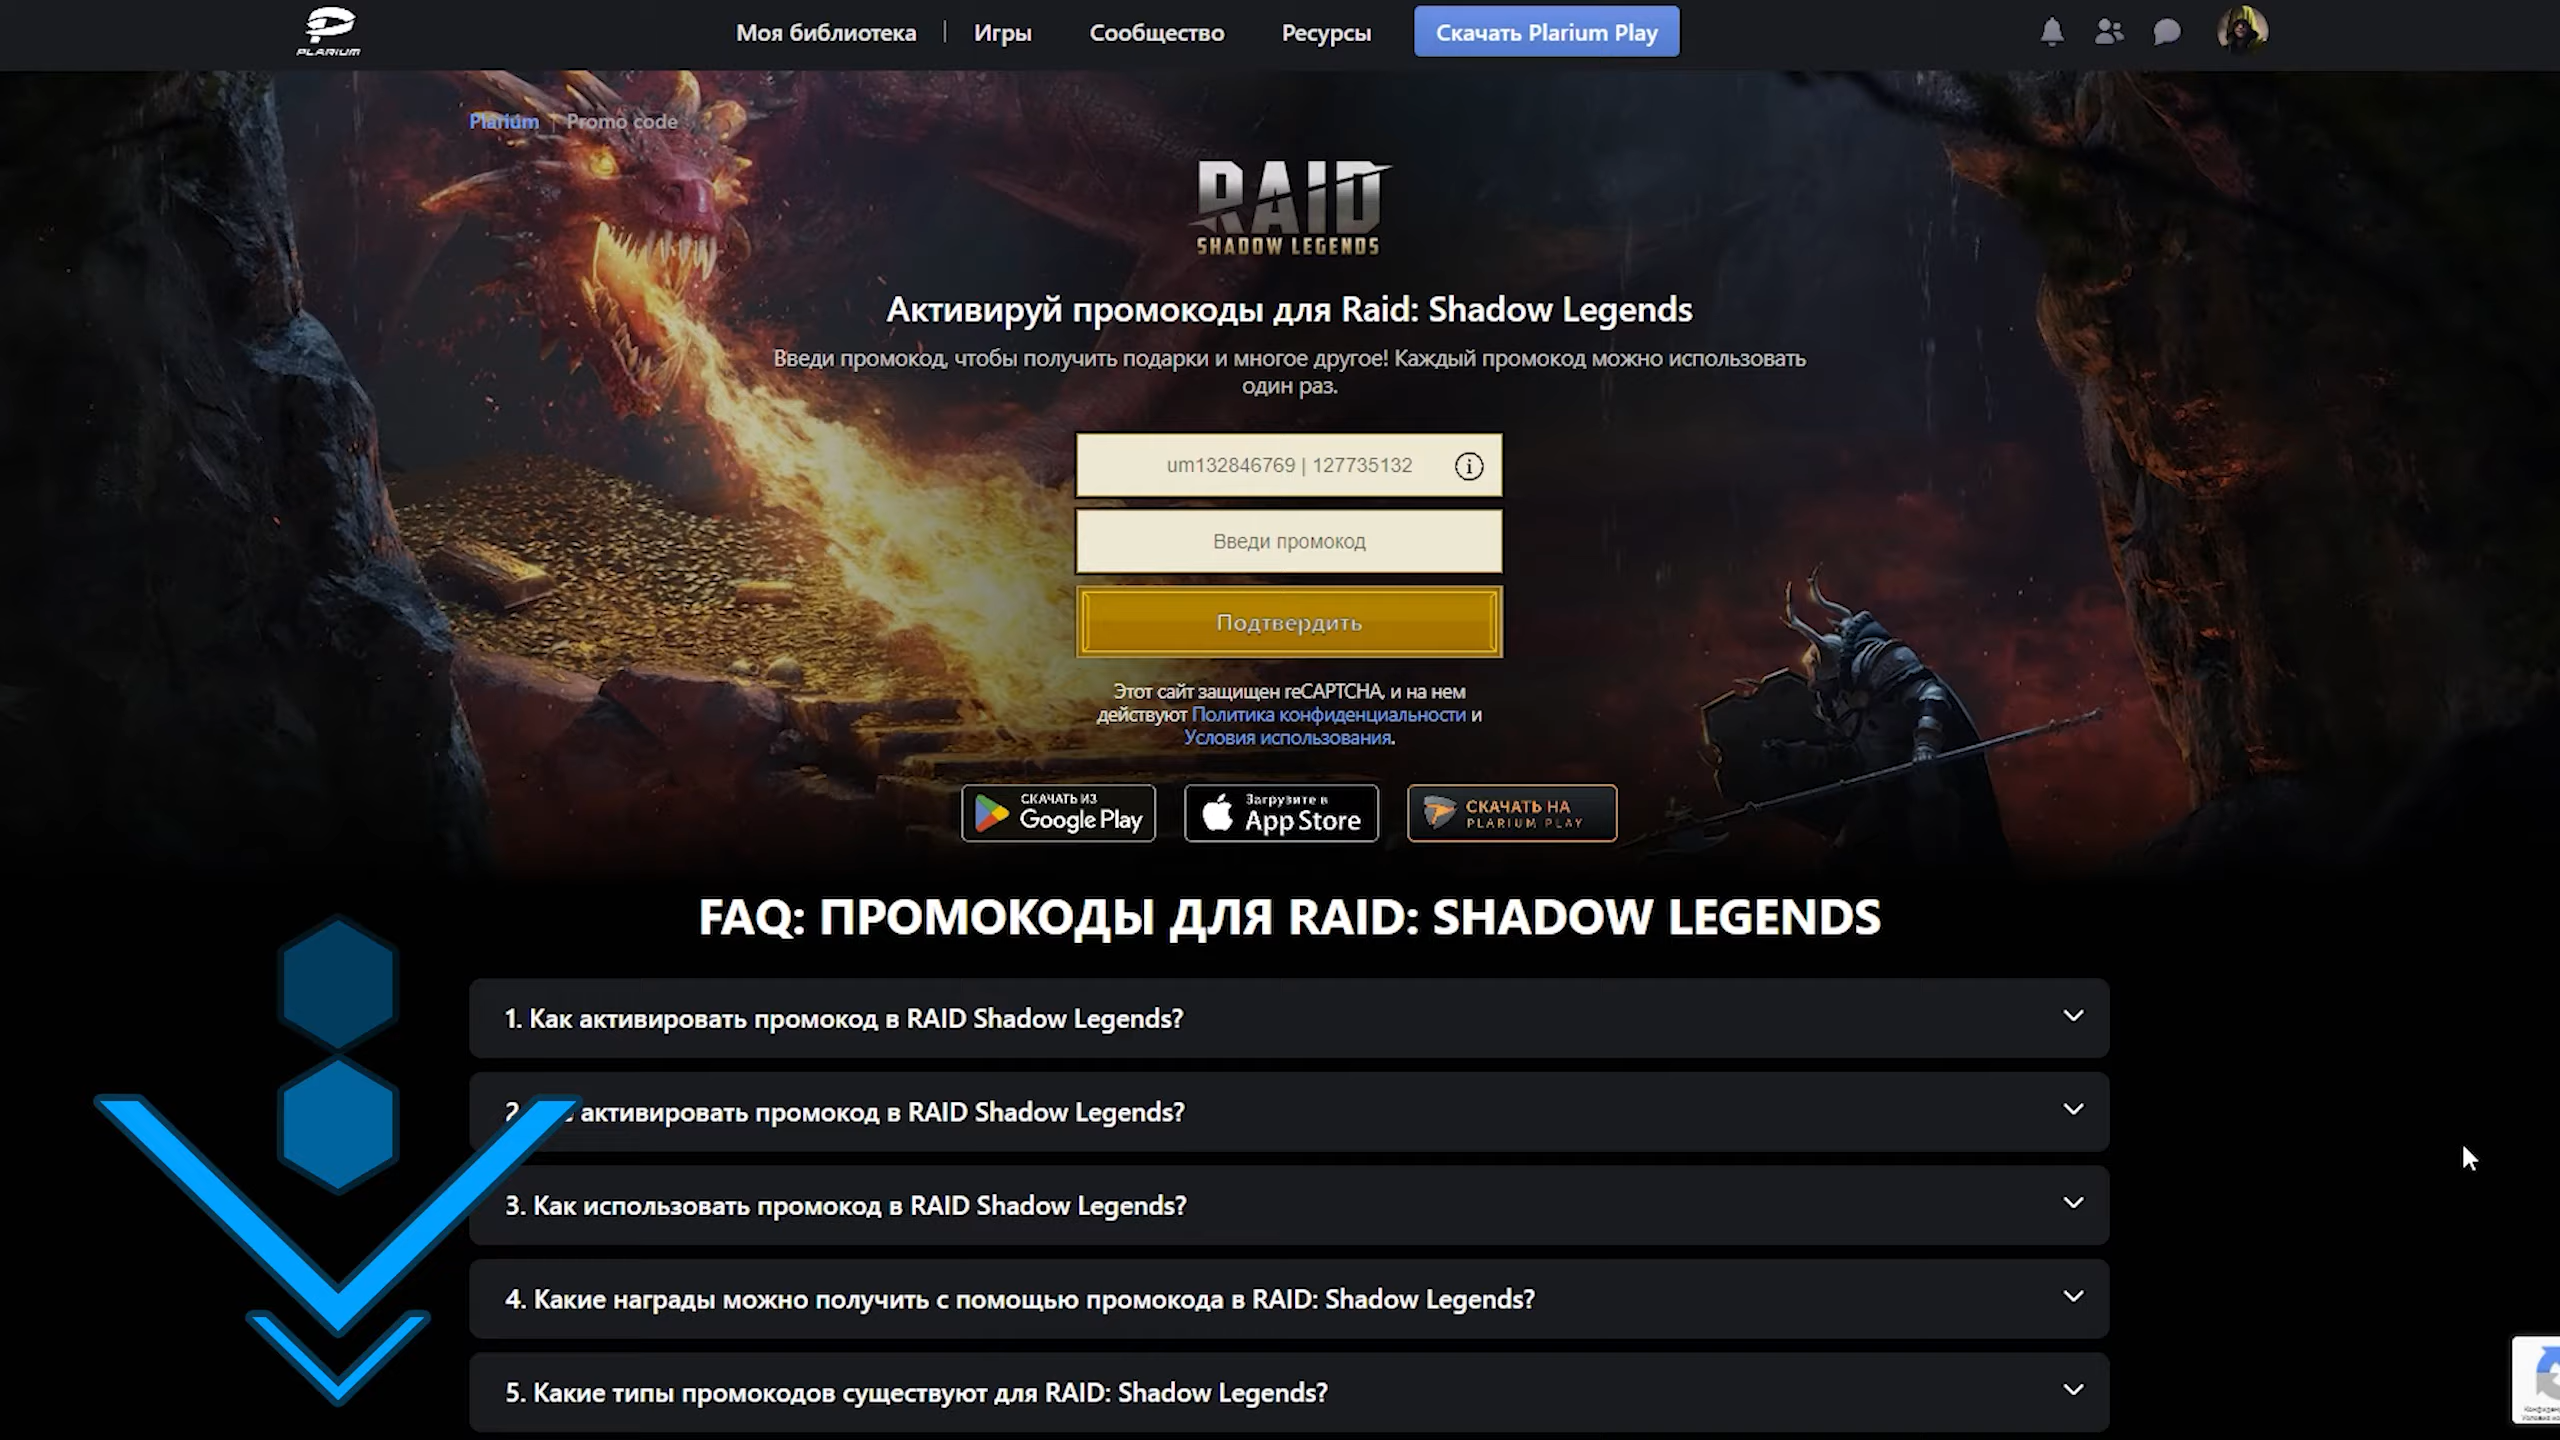 PLARIUM
Моя библиотека | Игры Сообщество Ресурсы Скачать Plarium Play
Plarium | Promo code
RAID
SHADOW LEGENDS
Активируй промокоды для Raid: Shadow Legends
Введи промокод, чтобы получить подарки и многое другое! Каждый промокод можно использовать
один раз.
um132846769 | 127735132
Введи промокод
Подтвердить
Этот сайт защищен reCAPTCHA, и на нем
действуют Политика конфиденциальности и
Условия использования.
СКАЧАТЬ ИЗ
Google Play
Загрузите в
App Store
СКАЧАТЬ НА
PLARIUM PLAY
FAQ: ПРОМОКОДЫ ДЛЯ RAID: SHADOW LEGENDS
1. Как активировать промокод в RAID Shadow Legends?
2. активировать промокод в RAID Shadow Legends?
3. Как использовать промокод в RAID Shadow Legends?
4. Какие награды можно получить с помощью промокода в RAID: Shadow Legends?
5. Какие типы промокодов существуют для RAID: Shadow Legends?